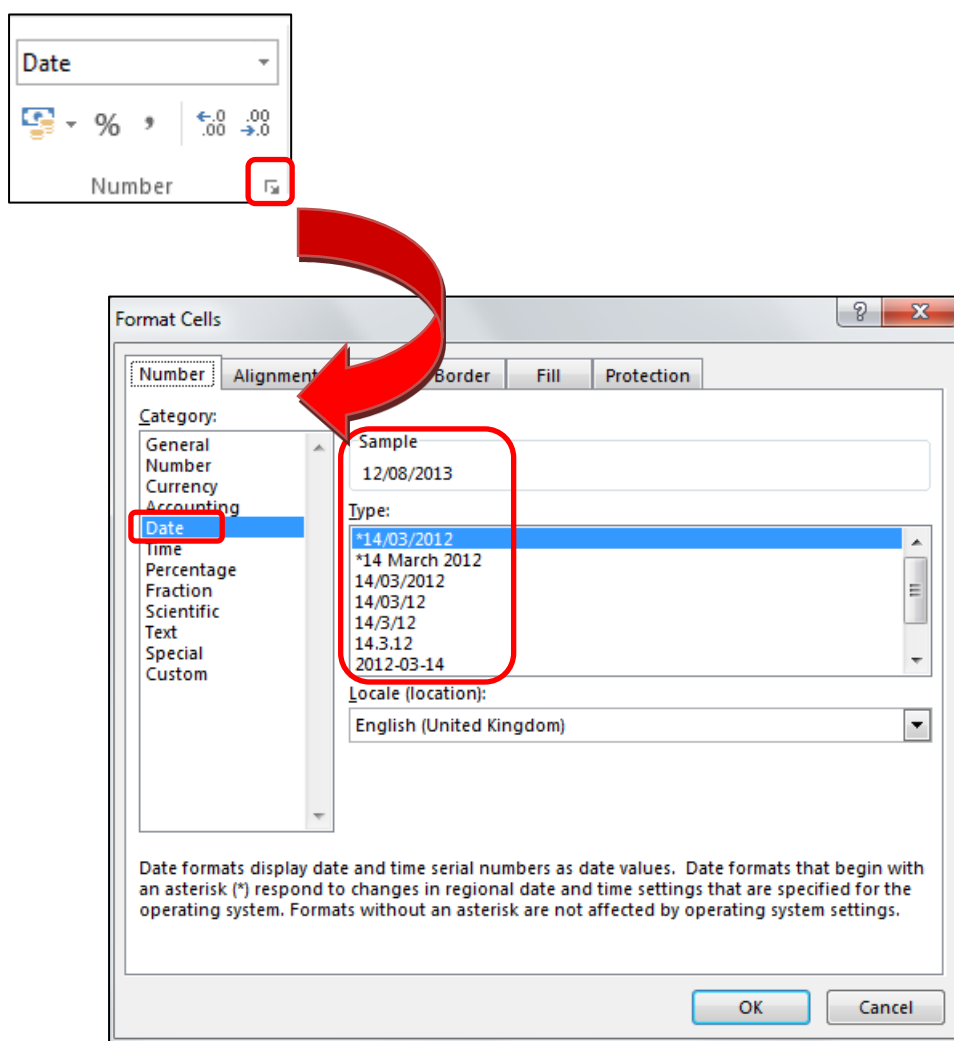 Date
% , ←.0 .00 .00 →.0
Number
Format Cells
Number Alignment Border Fill Protection
Category:
General
Number
Currency
Accounting
Date
Time
Percentage
Fraction
Scientific
Text
Special
Custom
Sample
12/08/2013
Type:
*14/03/2012
*14 March 2012
14/03/2012
14/03/12
14/3/12
14.3.12
2012-03-14
Locale (location):
English (United Kingdom)
Date formats display date and time serial numbers as date values. Date formats that begin with
an asterisk (*) respond to changes in regional date and time settings that are specified for the
operating system. Formats without an asterisk are not affected by operating system settings.
OK Cancel